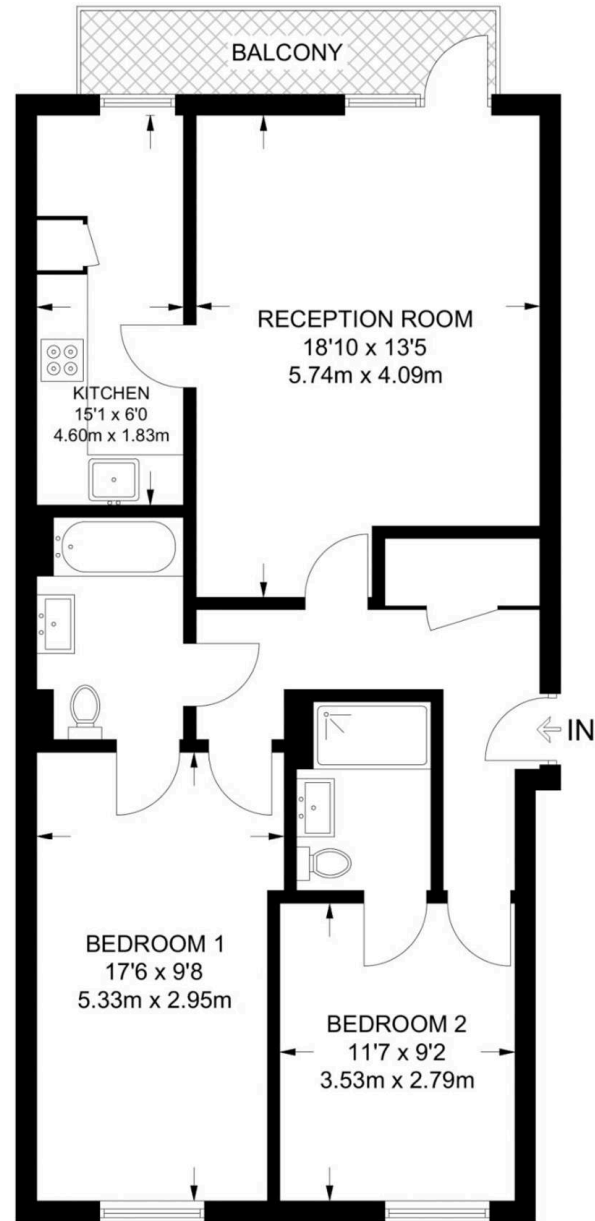 BALCONY
RECEPTION ROOM
18'10 x 13'5
5.74m x 4.09m
KITCHEN
15'1 x 6'0
4.60m x 1.83m
IN
BEDROOM 1
17'6 x 9'8
5.33m x 2.95m
BEDROOM 2
11'7 x 9'2
3.53m x 2.79m